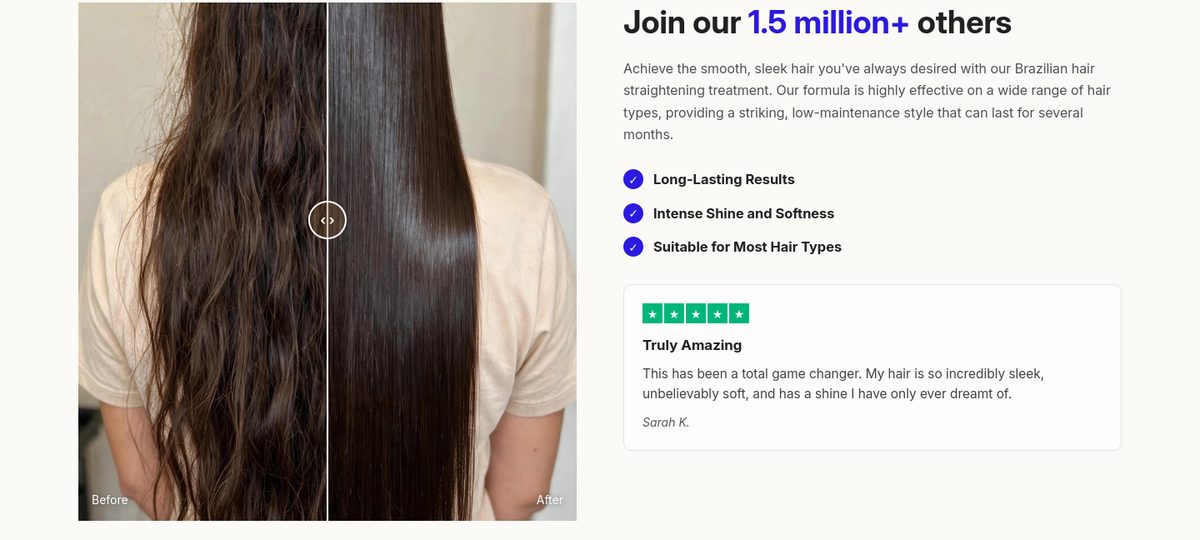 Join our 1.5 million+ others
Achieve the smooth, sleek hair you've always desired with our Brazilian hair
straightening treatment. Our formula is highly effective on a wide range of hair
types, providing a striking, low-maintenance style that can last for several
months.
Long-Lasting Results
Intense Shine and Softness
Suitable for Most Hair Types
Truly Amazing
This has been a total game changer. My hair is so incredibly sleek,
unbelievably soft, and has a shine I have only ever dreamt of.
Sarah K.
Before
After